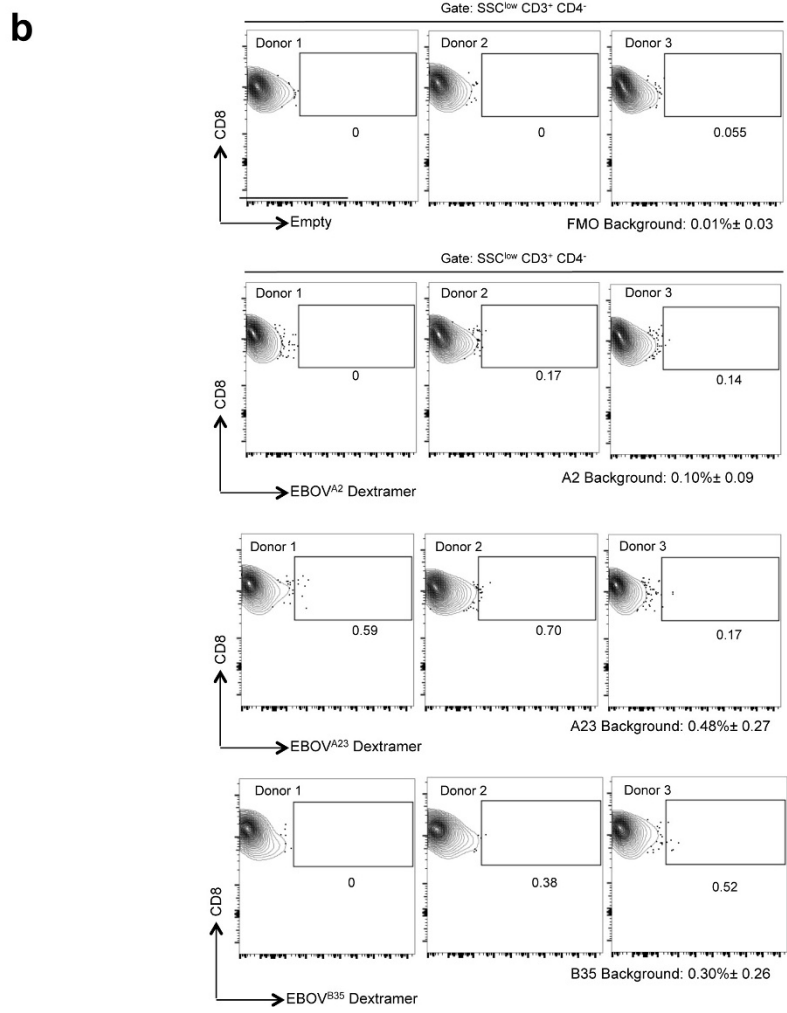 b
Gate: SSClow CD3+ CD4-
Donor 1 Donor 2 Donor 3
CD8
0 0 0.055
Empty
FMO Background: 0.01%± 0.03
Gate: SSClow CD3+ CD4-
Donor 1 Donor 2 Donor 3
CD8
0 0.17 0.14
A2 Background: 0.10%± 0.09
EBOVA2 Dextramer
Donor 1 Donor 2 Donor 3
CD8
0.59 0.70 0.17
A23 Background: 0.48%± 0.27
EBOVA23 Dextramer
Donor 1 Donor 2 Donor 3
CD8
0 0.38 0.52
B35 Background: 0.30%± 0.26
EBOVB35 Dextramer